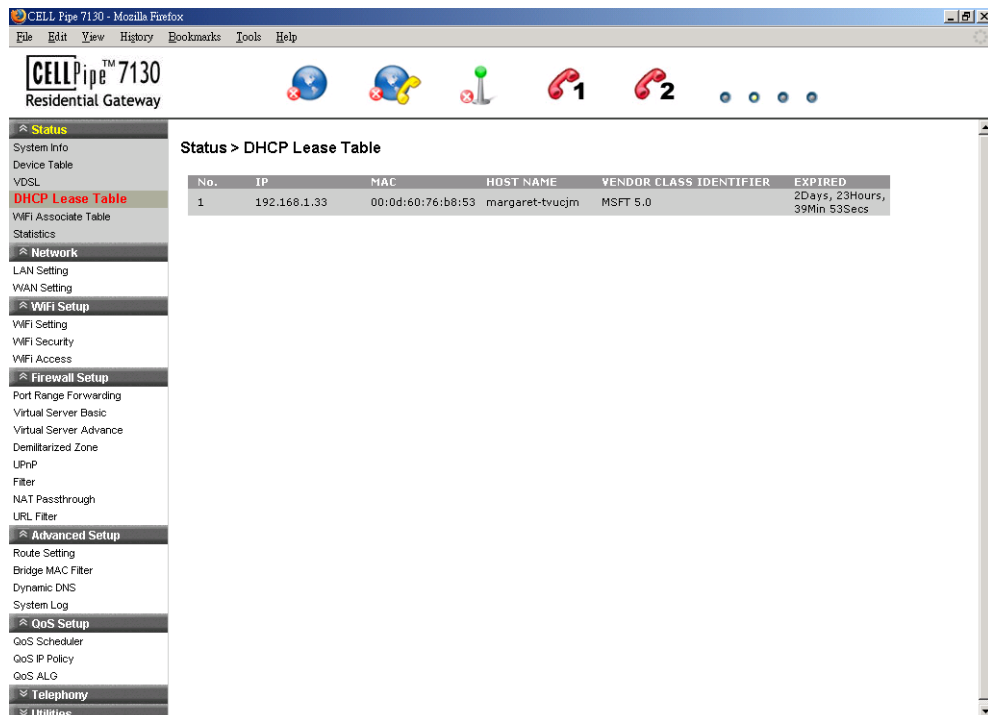 CELL Pipe 7130 - Mozilla Firefox
File Edit View History Bookmarks Tools Help
CELLPipe™ 7130
Residential Gateway
1
2
Status
System Info
Device Table
VDSL
DHCP Lease Table
WiFi Associate Table
Statistics
Network
LAN Setting
WAN Setting
WiFi Setup
WiFi Setting
WiFi Security
WiFi Access
Firewall Setup
Port Range Forwarding
Virtual Server Basic
Virtual Server Advance
Demilitarized Zone
UPnP
Filter
NAT Passthrough
URL Filter
Advanced Setup
Route Setting
Bridge MAC Filter
Dynamic DNS
System Log
QoS Setup
QoS Scheduler
QoS IP Policy
QoS ALG
Telephony
Utilities
Status > DHCP Lease Table
No. IP MAC HOST NAME VENDOR CLASS IDENTIFIER EXPIRED
1 192.168.1.33 00:0d:60:76:b8:53 margaret-tvucjm MSFT 5.0 2Days, 23Hours,
39Min 53Secs